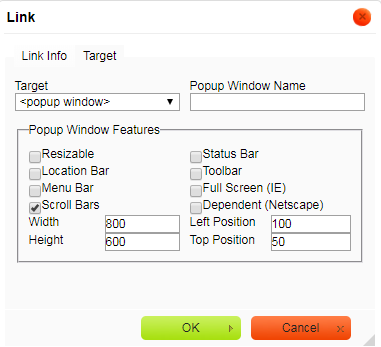 Link
Link Info Target
Target Popup Window Name
<popup window>
Popup Window Features
Resizable Status Bar
Location Bar Toolbar
Menu Bar Full Screen (IE)
Scroll Bars Dependent (Netscape)
Width 800 Left Position 100
Height 600 Top Position 50
OK Cancel